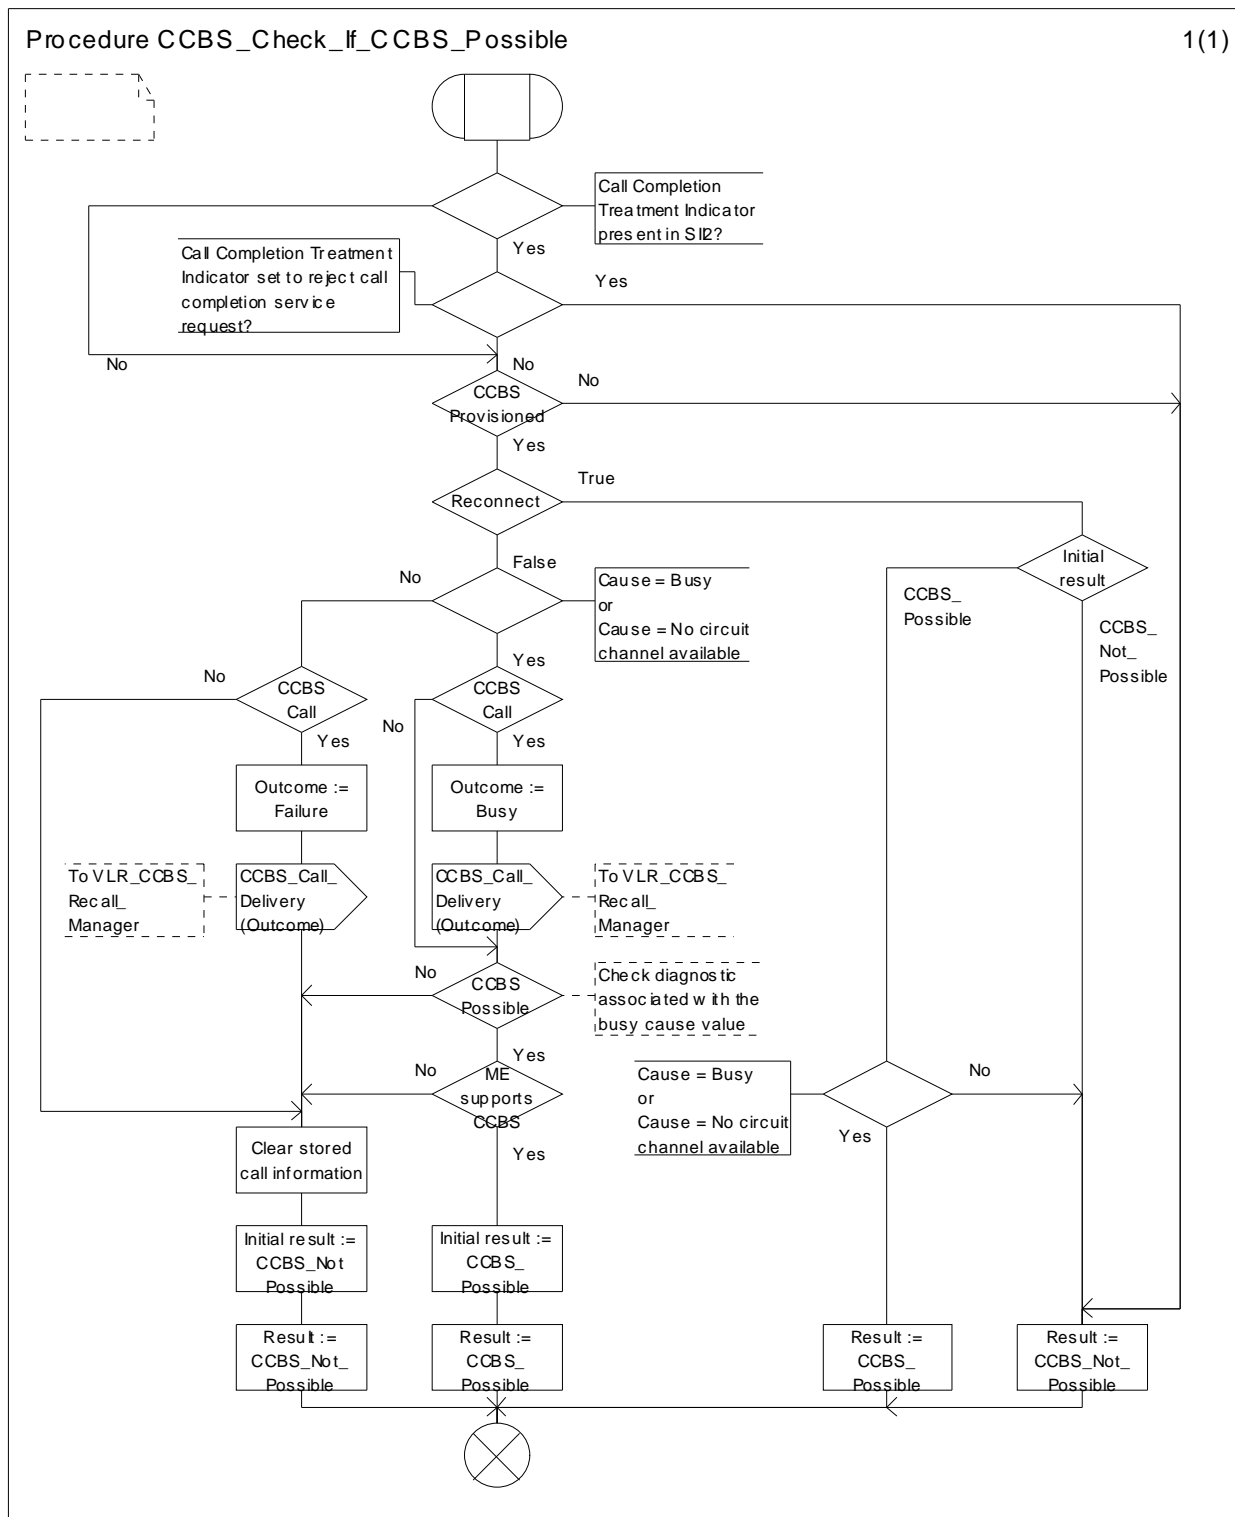 Procedure CCBS_Check_If_CCBS_Possible
1(1)
Call Completion
Treatment Indicator
present in SII2?
Yes
Call Completion Treatment
Indicator set to reject call
completion service
request?
Yes
No
No
No
CCBS
Provisioned
Yes
True
Reconnect
False
No
Cause = Busy
or
Cause = No circuit
channel available
Initial
result
CCBS_
Possible
CCBS_
Not_
Possible
Yes
No
CCBS
Call
No
CCBS
Call
Yes
Yes
Outcome :=
Failure
Outcome :=
Busy
To VLR_CCBS_
Recall_
Manager
CCBS_Call_
Delivery
(Outcome)
CCBS_Call_
Delivery
(Outcome)
To VLR_CCBS_
Recall_
Manager
No
CCBS
Possible
Check diagnostic
associated with the
busy cause value
Yes
No
ME
supports
CCBS
Yes
Cause = Busy
or
Cause = No circuit
channel available
No
Yes
Clear stored
call information
Initial result :=
CCBS_Not
Possible
Initial result :=
CCBS_
Possible
Result :=
CCBS_Not_
Possible
Result :=
CCBS_
Possible
Result :=
CCBS_
Possible
Result :=
CCBS_Not_
Possible